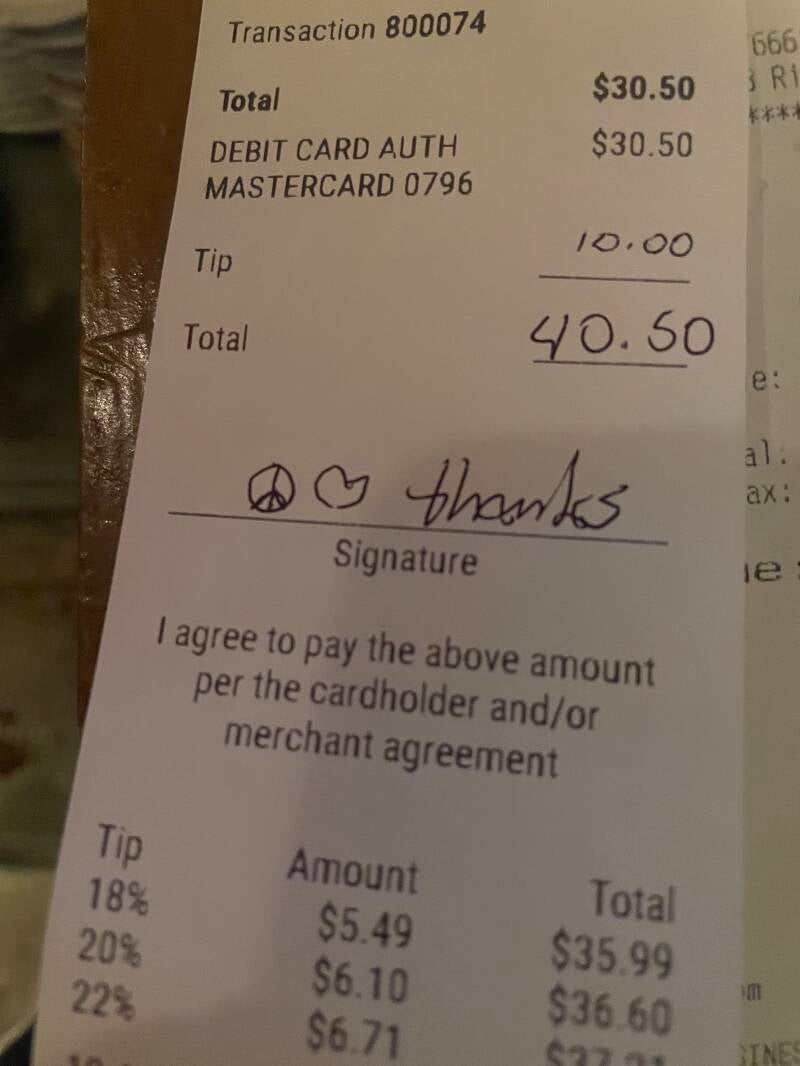 Transaction 800074
Total $30.50
DEBIT CARD AUTH $30.50
MASTERCARD 0796
Tip 10.00
Total 40.50
thanks
Signature
I agree to pay the above amount
per the cardholder and/or
merchant agreement
Tip Amount Total
18% $5.49 $35.99
20% $6.10 $36.60
22% $6.71
666
Ri
****
e:
al:
ax: